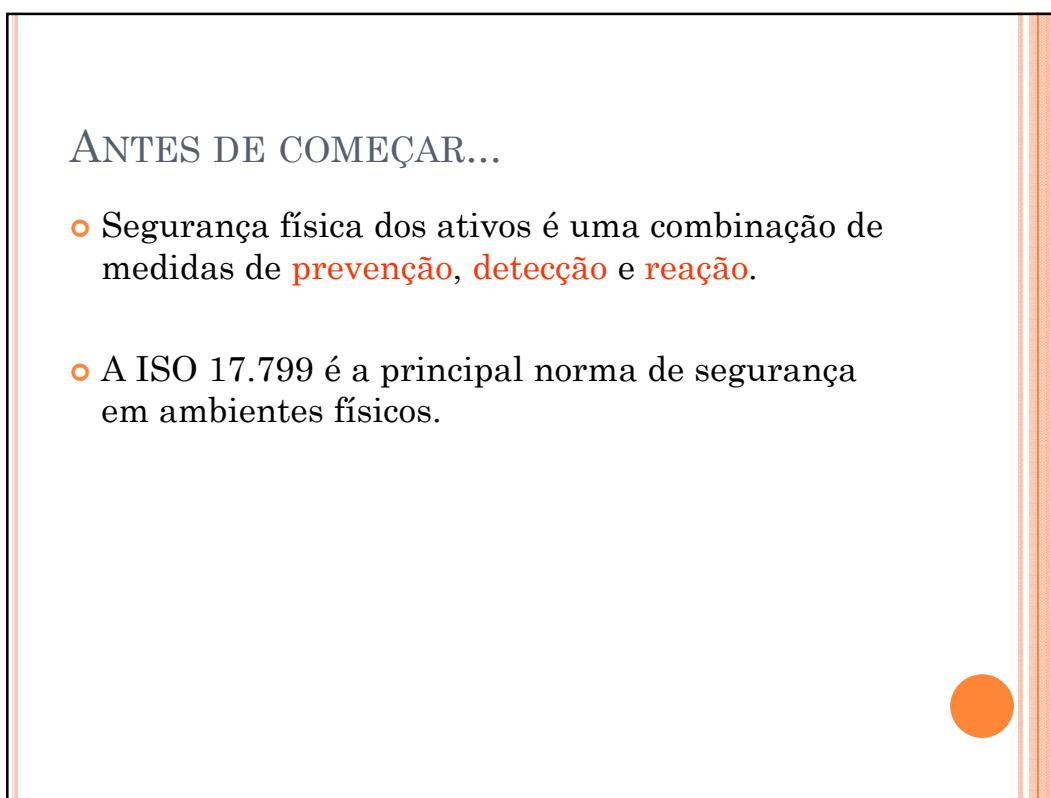 ANTES DE COMEÇAR...
Segurança física dos ativos é uma combinação de
medidas de prevenção, detecção e reação.
A ISO 17.799 é a principal norma de segurança
em ambientes físicos.